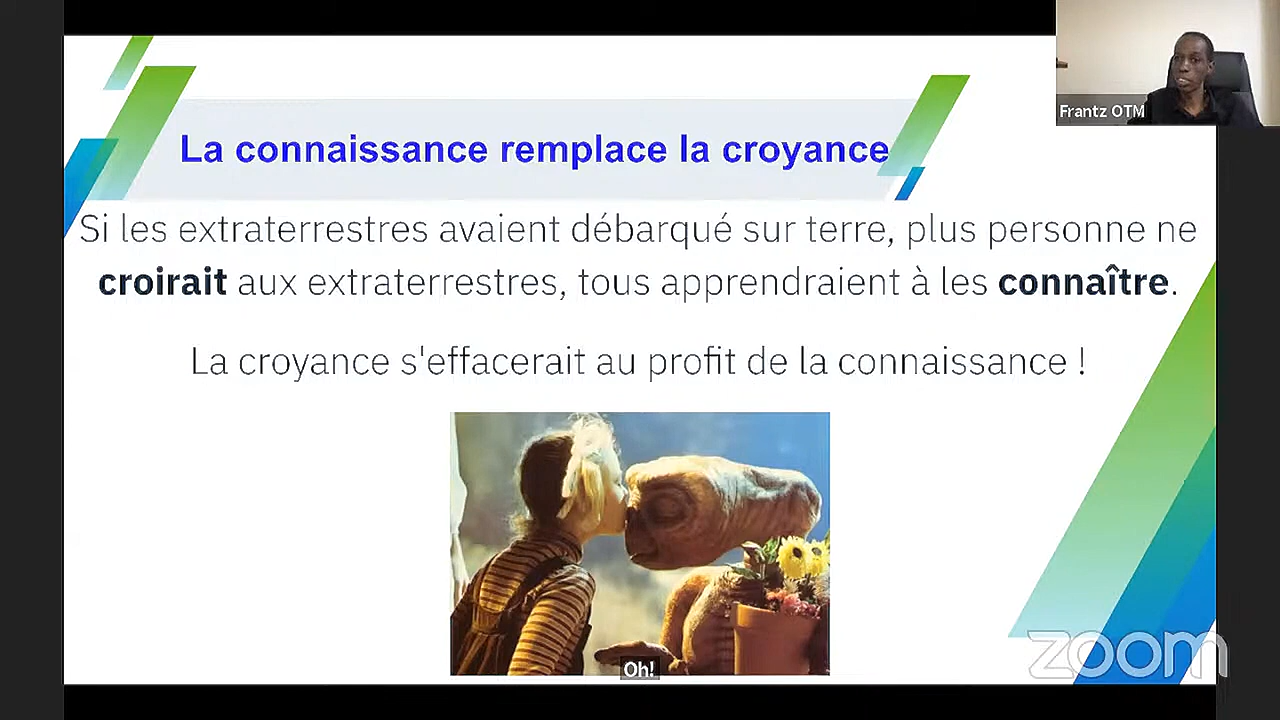 Frantz OTM
La connaissance remplace la croyance
Si les extraterrestres avaient débarqué sur terre, plus personne ne
croirait aux extraterrestres, tous apprendraient à les connaître.
La croyance s'effacerait au profit de la connaissance !
Oh!
zoom